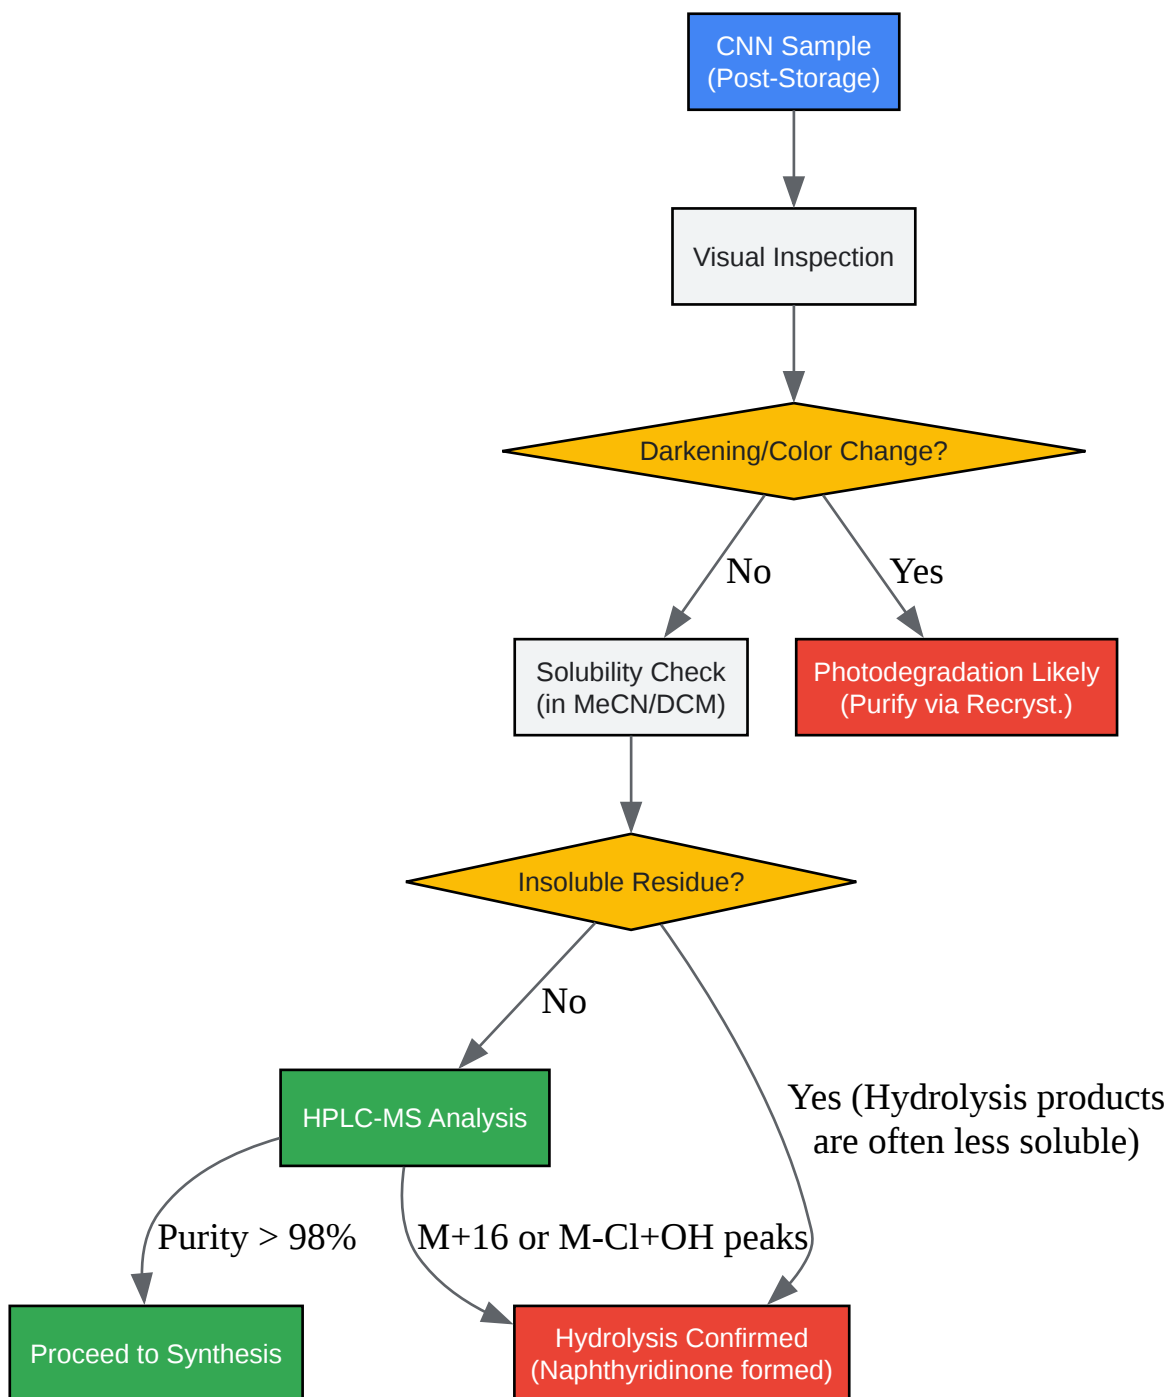 CNN Sample
(Post-Storage)
Visual Inspection
Darkening/Color Change?
No
Yes
Solubility Check
(in MeCN/DCM)
Photodegradation Likely
(Purify via Recryst.)
Insoluble Residue?
No
Yes (Hydrolysis products
are often less soluble)
HPLC-MS Analysis
Purity > 98%
M+16 or M-Cl+OH peaks
Proceed to Synthesis
Hydrolysis Confirmed
(Naphthyridinone formed)